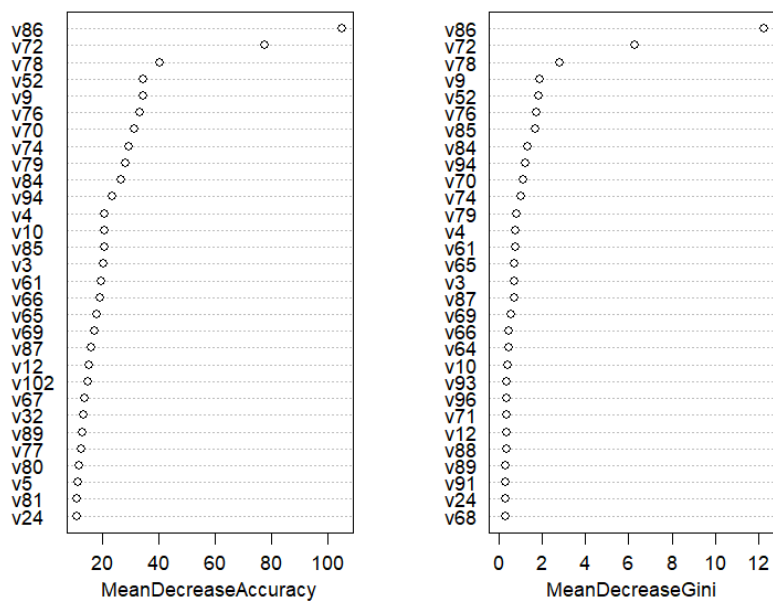 v86
v72
v78
v52
v9
v76
v70
v74
v79
v84
v94
v4
v10
v85
v3
v61
v66
v65
v69
v87
v12
v102
v67
v32
v89
v77
v80
v5
v81
v24
20 40 60 80 100
MeanDecreaseAccuracy
v86
v72
v78
v9
v52
v76
v85
v84
v94
v70
v74
v79
v4
v61
v65
v3
v87
v69
v66
v64
v10
v93
v96
v71
v12
v88
v89
v91
v24
v68
0 2 4 6 8 10 12
MeanDecreaseGini